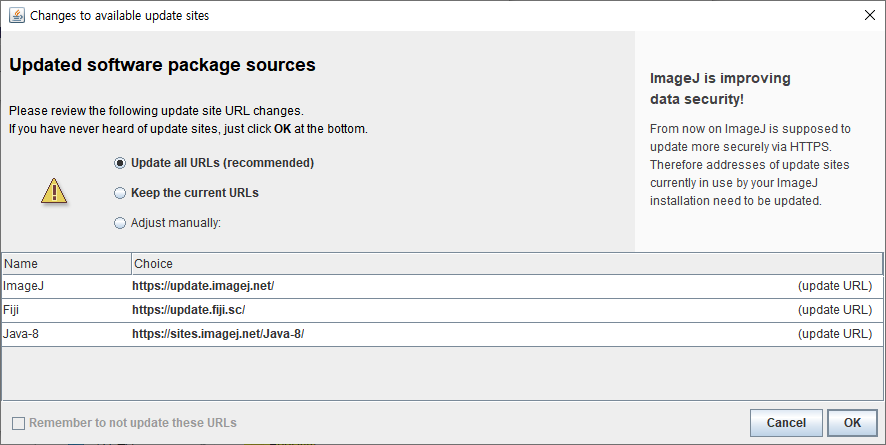 Changes to available update sites
Updated software package sources
Please review the following update site URL changes.
If you have never heard of update sites, just click OK at the bottom.
Update all URLs (recommended)
Keep the current URLs
Adjust manually:
ImageJ is improving
data security!
From now on ImageJ is supposed to
update more securely via HTTPS.
Therefore addresses of update sites
currently in use by your ImageJ
installation need to be updated.
Name Choice
ImageJ https://update.imagej.net/ (update URL)
Fiji https://update.fiji.sc/ (update URL)
Java-8 https://sites.imagej.net/Java-8/ (update URL)
Remember to not update these URLs
Cancel OK